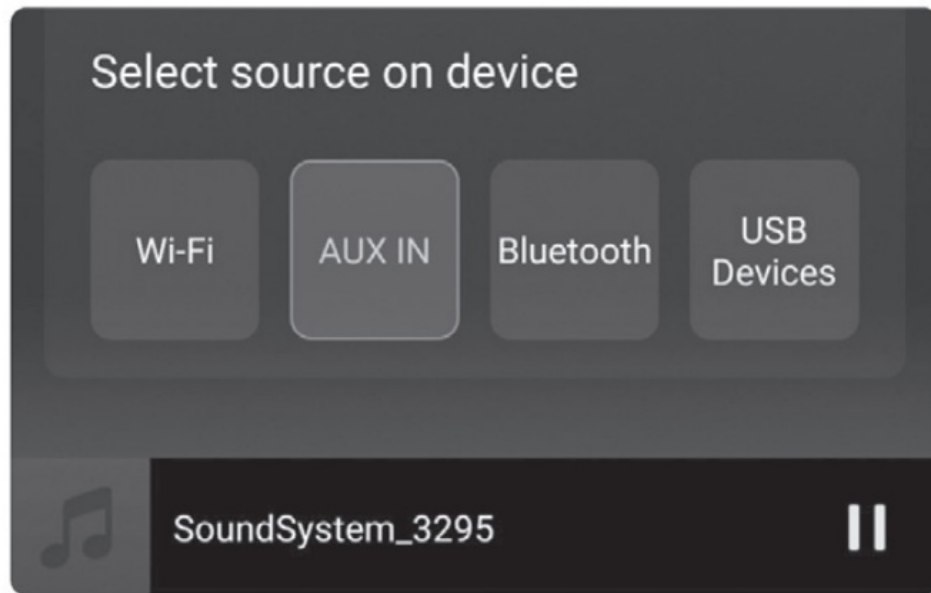 Select source on device
Wi-Fi
AUX IN
Bluetooth
USB
Devices
SoundSystem_3295